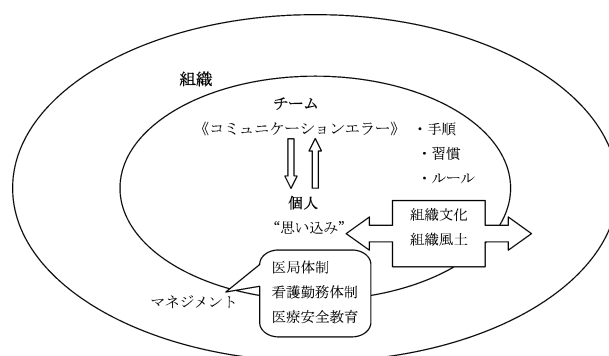 組織
チーム
《コミュニケーションエラー》
・手順
・習慣
・ルール
個人
“思い込み”
組織文化
組織風土
マネジメント
医局体制
看護勤務体制
医療安全教育